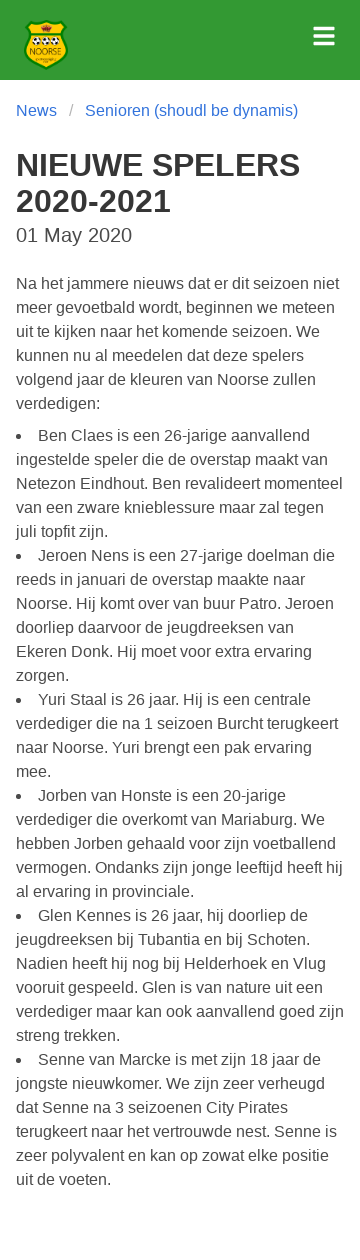 NOORSE
News / Senioren (shoudl be dynamis)
NIEUWE SPELERS
2020-2021
01 May 2020
Na het jammere nieuws dat er dit seizoen niet
meer gevoetbald wordt, beginnen we meteen
uit te kijken naar het komende seizoen. We
kunnen nu al meedelen dat deze spelers
volgend jaar de kleuren van Noorse zullen
verdedigen:
• Ben Claes is een 26-jarige aanvallend
ingestelde speler die de overstap maakt van
Netezon Eindhout. Ben revalideert momenteel
van een zware knieblessure maar zal tegen
juli topfit zijn.
• Jeroen Nens is een 27-jarige doelman die
reeds in januari de overstap maakte naar
Noorse. Hij komt over van buur Patro. Jeroen
doorliep daarvoor de jeugdreeksen van
Ekeren Donk. Hij moet voor extra ervaring
zorgen.
• Yuri Staal is 26 jaar. Hij is een centrale
verdediger die na 1 seizoen Burcht terugkeert
naar Noorse. Yuri brengt een pak ervaring
mee.
• Jorben van Honste is een 20-jarige
verdediger die overkomt van Mariaburg. We
hebben Jorben gehaald voor zijn voetballend
vermogen. Ondanks zijn jonge leeftijd heeft hij
al ervaring in provinciale.
• Glen Kennes is 26 jaar, hij doorliep de
jeugdreeksen bij Tubantia en bij Schoten.
Nadien heeft hij nog bij Helderhoek en Vlug
vooruit gespeeld. Glen is van nature uit een
verdediger maar kan ook aanvallend goed zijn
streng trekken.
• Senne van Marcke is met zijn 18 jaar de
jongste nieuwkomer. We zijn zeer verheugd
dat Senne na 3 seizoenen City Pirates
terugkeert naar het vertrouwde nest. Senne is
zeer polyvalent en kan op zowat elke positie
uit de voeten.